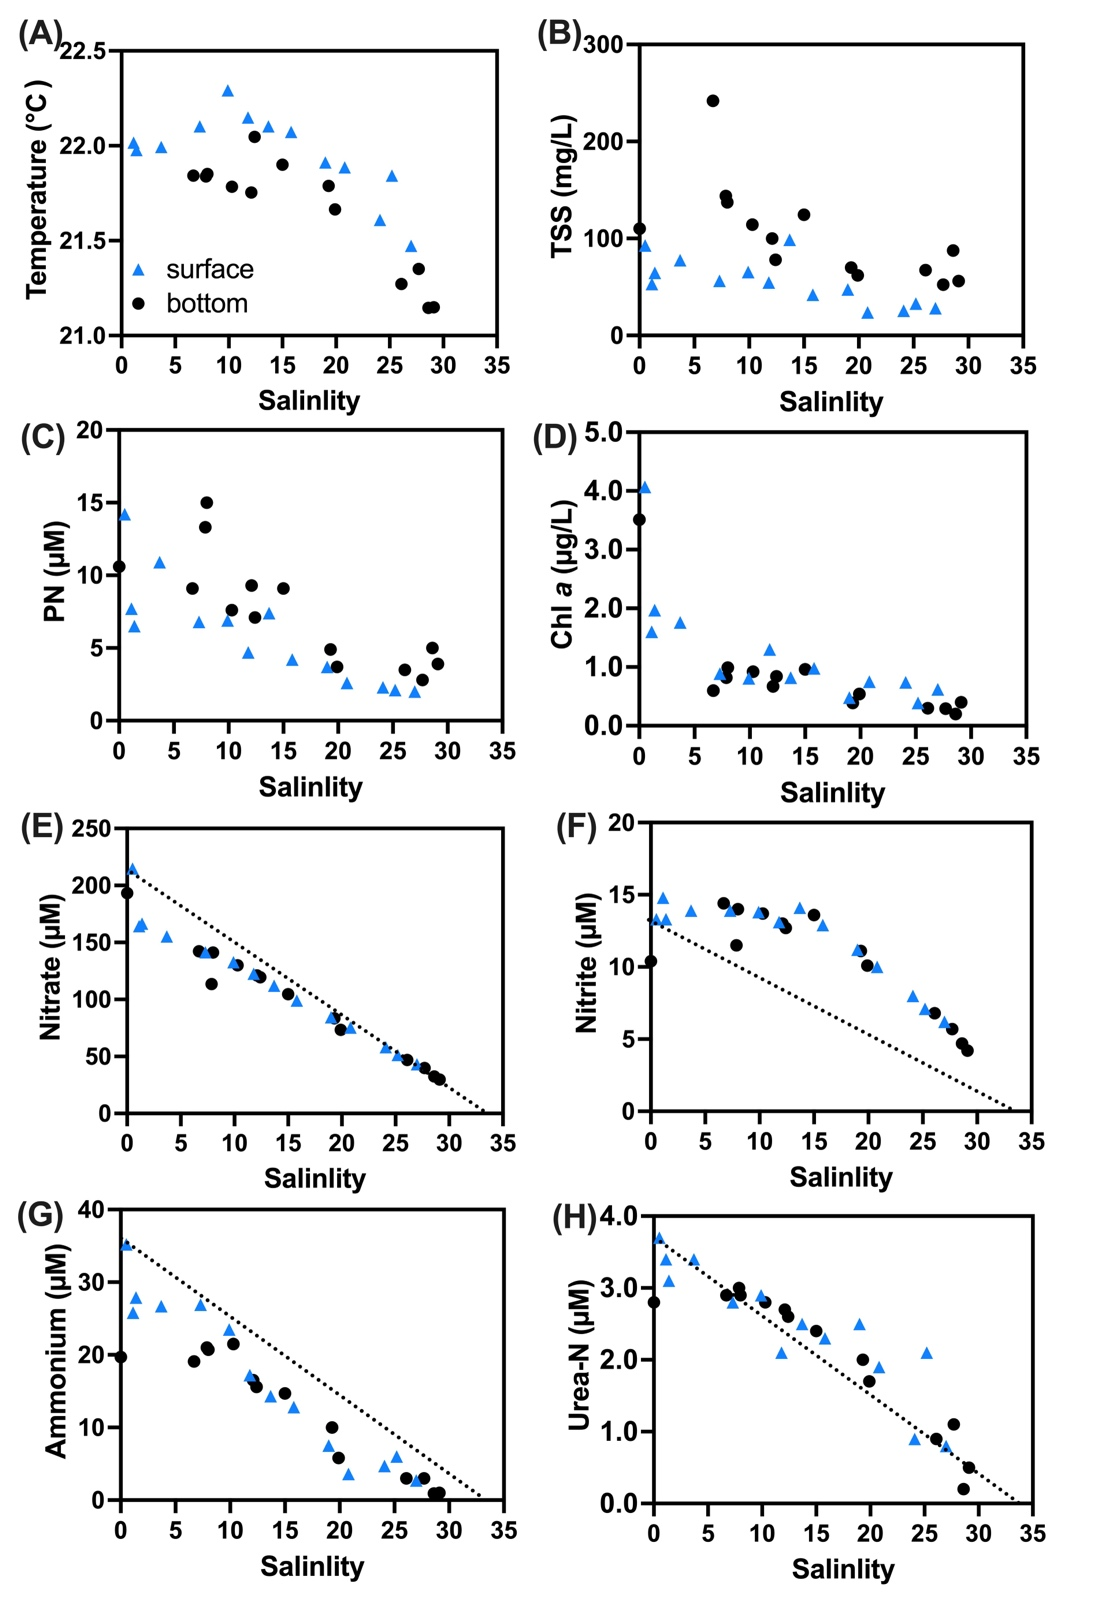 (A)
22.5
22.0
21.5
21.0
Temperature (°C )
surface
bottom
0 5 10 15 20 25 30 35
Salinlity
(B)
300
200
100
0
TSS (mg/L)
0 5 10 15 20 25 30 35
Salinlity
(C)
20
15
10
5
0
PN (µM)
0 5 10 15 20 25 30 35
Salinlity
(D)
5.0
4.0
3.0
2.0
1.0
0.0
Chl a (µg/L)
0 5 10 15 20 25 30 35
Salinlity
(E)
250
200
150
100
50
0
Nitrate (µM)
0 5 10 15 20 25 30 35
Salinlity
(F)
20
15
10
5
0
Nitrite (µM)
0 5 10 15 20 25 30 35
Salinlity
(G)
40
30
20
10
0
Ammonium (µM)
0 5 10 15 20 25 30 35
Salinlity
(H)
4.0
3.0
2.0
1.0
0.0
Urea-N (µM)
0 5 10 15 20 25 30 35
Salinlity